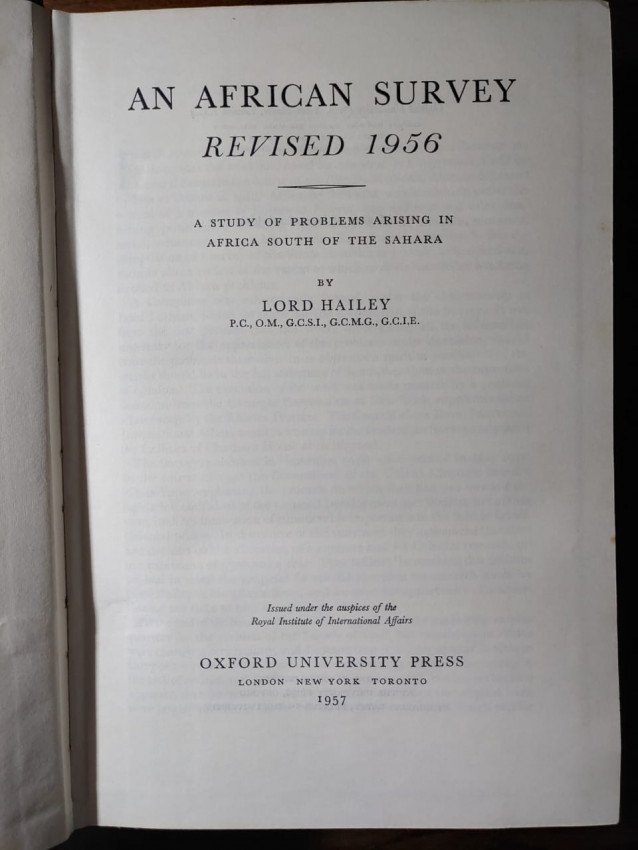 AN AFRICAN SURVEY
REVISED 1956
A STUDY OF PROBLEMS ARISING IN
AFRICA SOUTH OF THE SAHARA
BY
LORD HAILEY
P.C., O.M., G.C.S.I., G.C.M.G., G.C.I.E.
Issued under the auspices of the
Royal Institute of International Affairs
OXFORD UNIVERSITY PRESS
LONDON NEW YORK TORONTO
1957